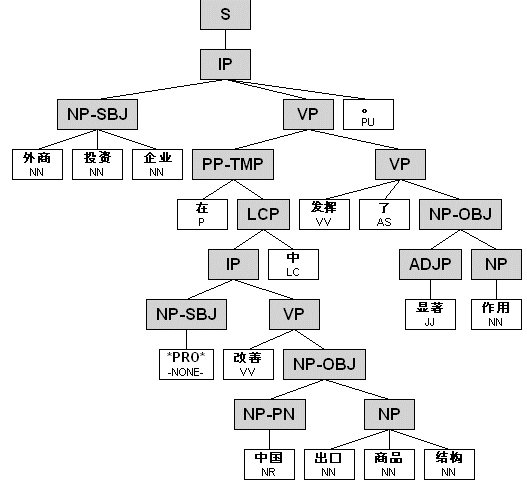 S
IP
NP-SBJ VP 。 PU
外商 NN 投资 NN 企业 NN PP-TMP VP
在 P LCP 发挥 VV 了 AS NP-OBJ
IP 中 LC ADJP NP
NP-SBJ VP 显著 JJ 作用 NN
*PRO* -NONE- 改善 VV NP-OBJ
NP-PN NP
中国 NR 出口 NN 商品 NN 结构 NN